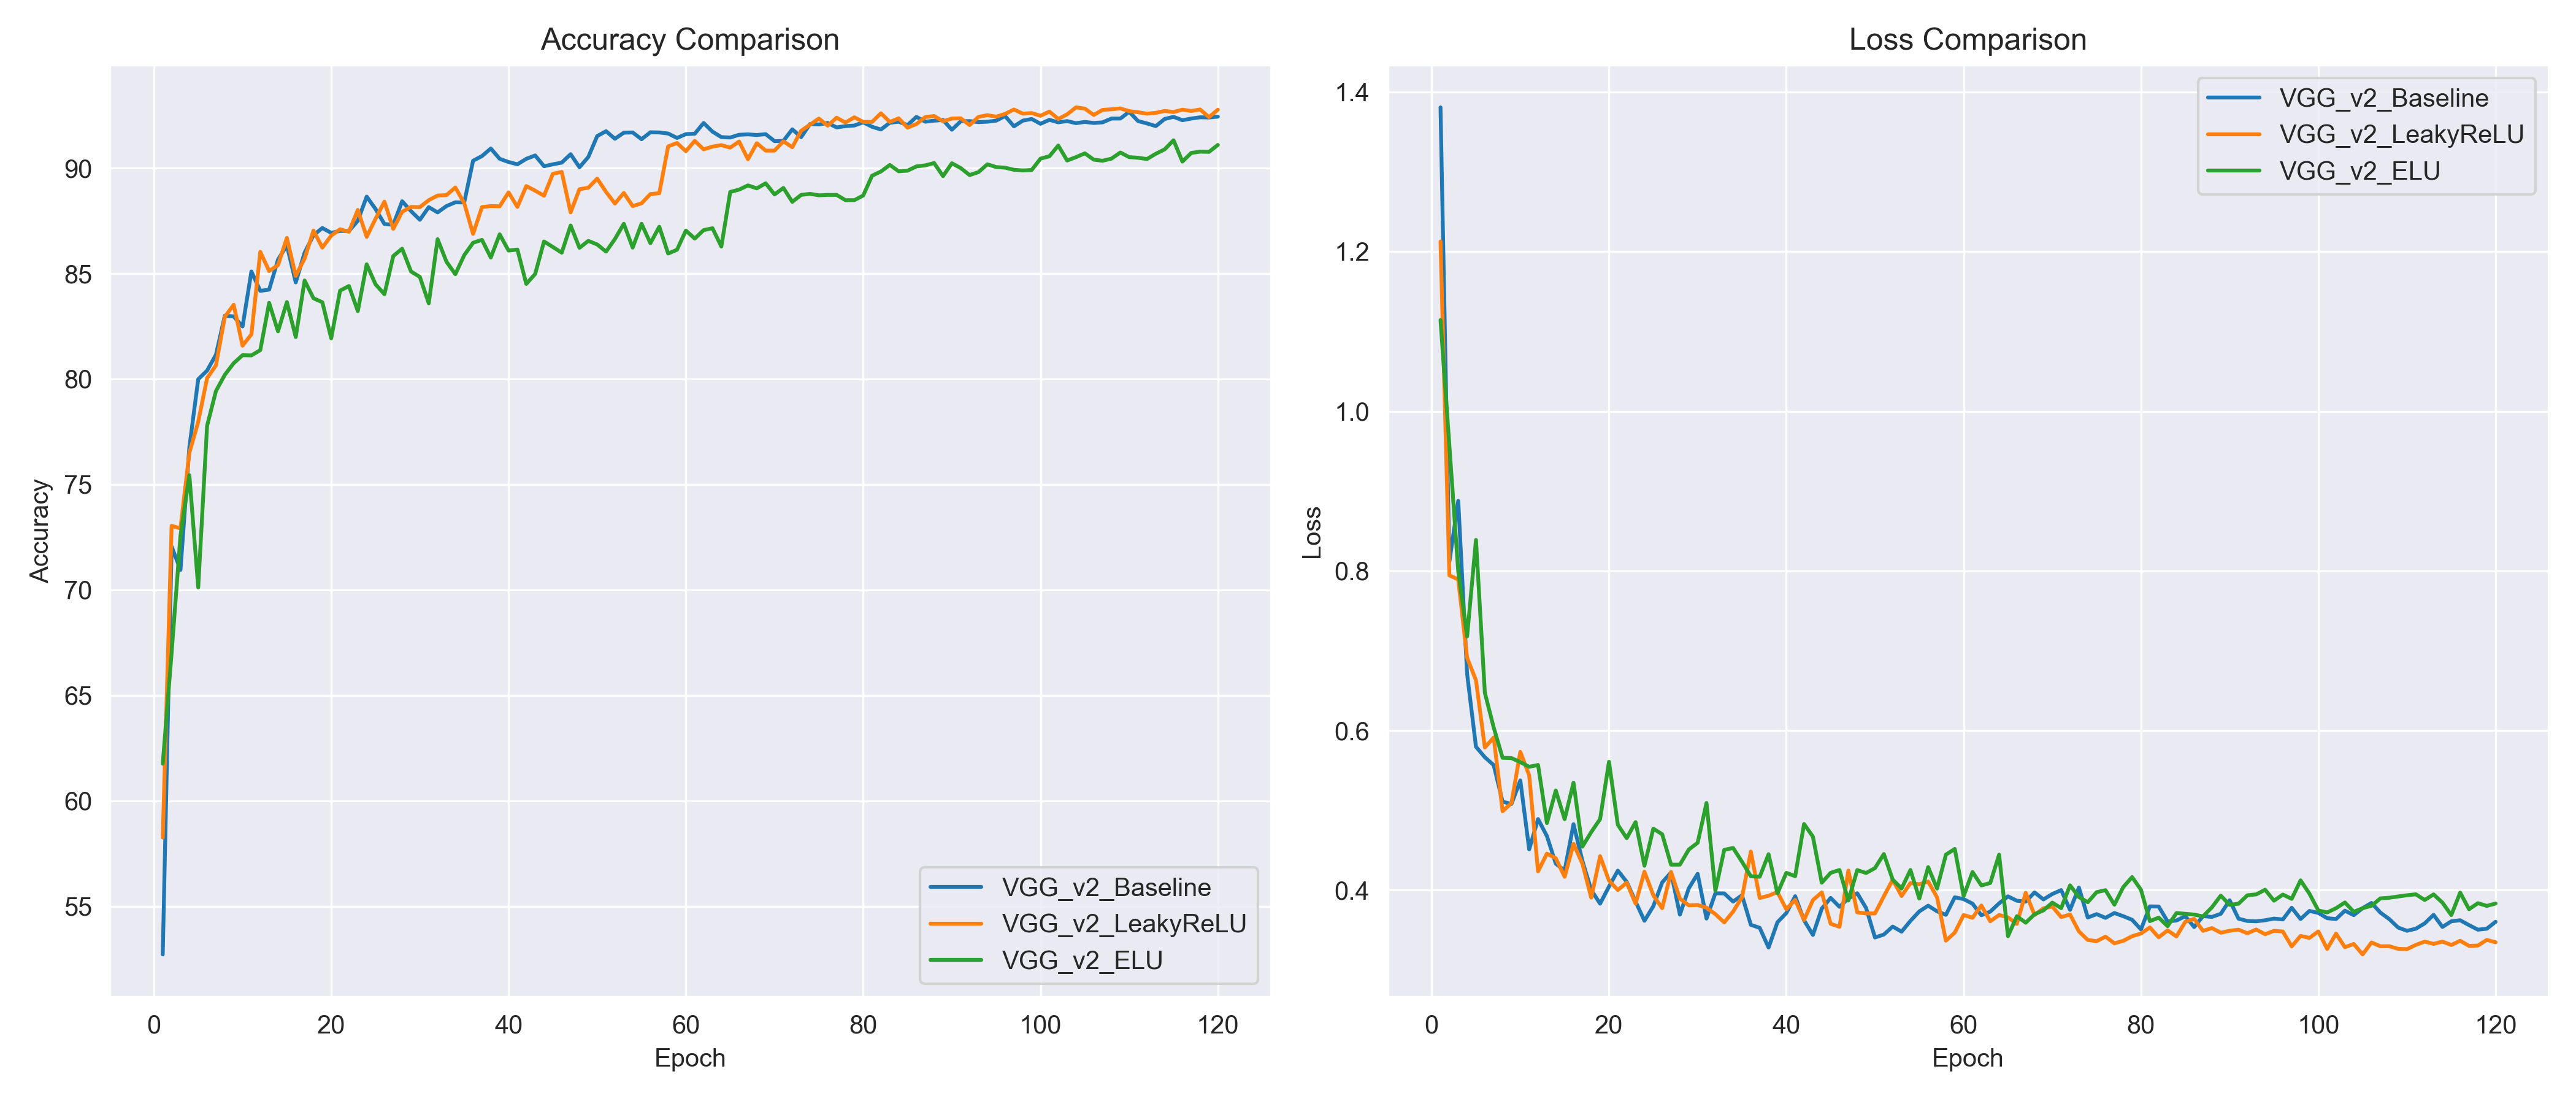 Accuracy Comparison
Accuracy
90
85
80
75
70
65
60
55
0 20 40 60 80 100 120
Epoch
VGG_v2_Baseline
VGG_v2_LeakyReLU
VGG_v2_ELU
Loss Comparison
Loss
1.4
1.2
1.0
0.8
0.6
0.4
0 20 40 60 80 100 120
Epoch
VGG_v2_Baseline
VGG_v2_LeakyReLU
VGG_v2_ELU